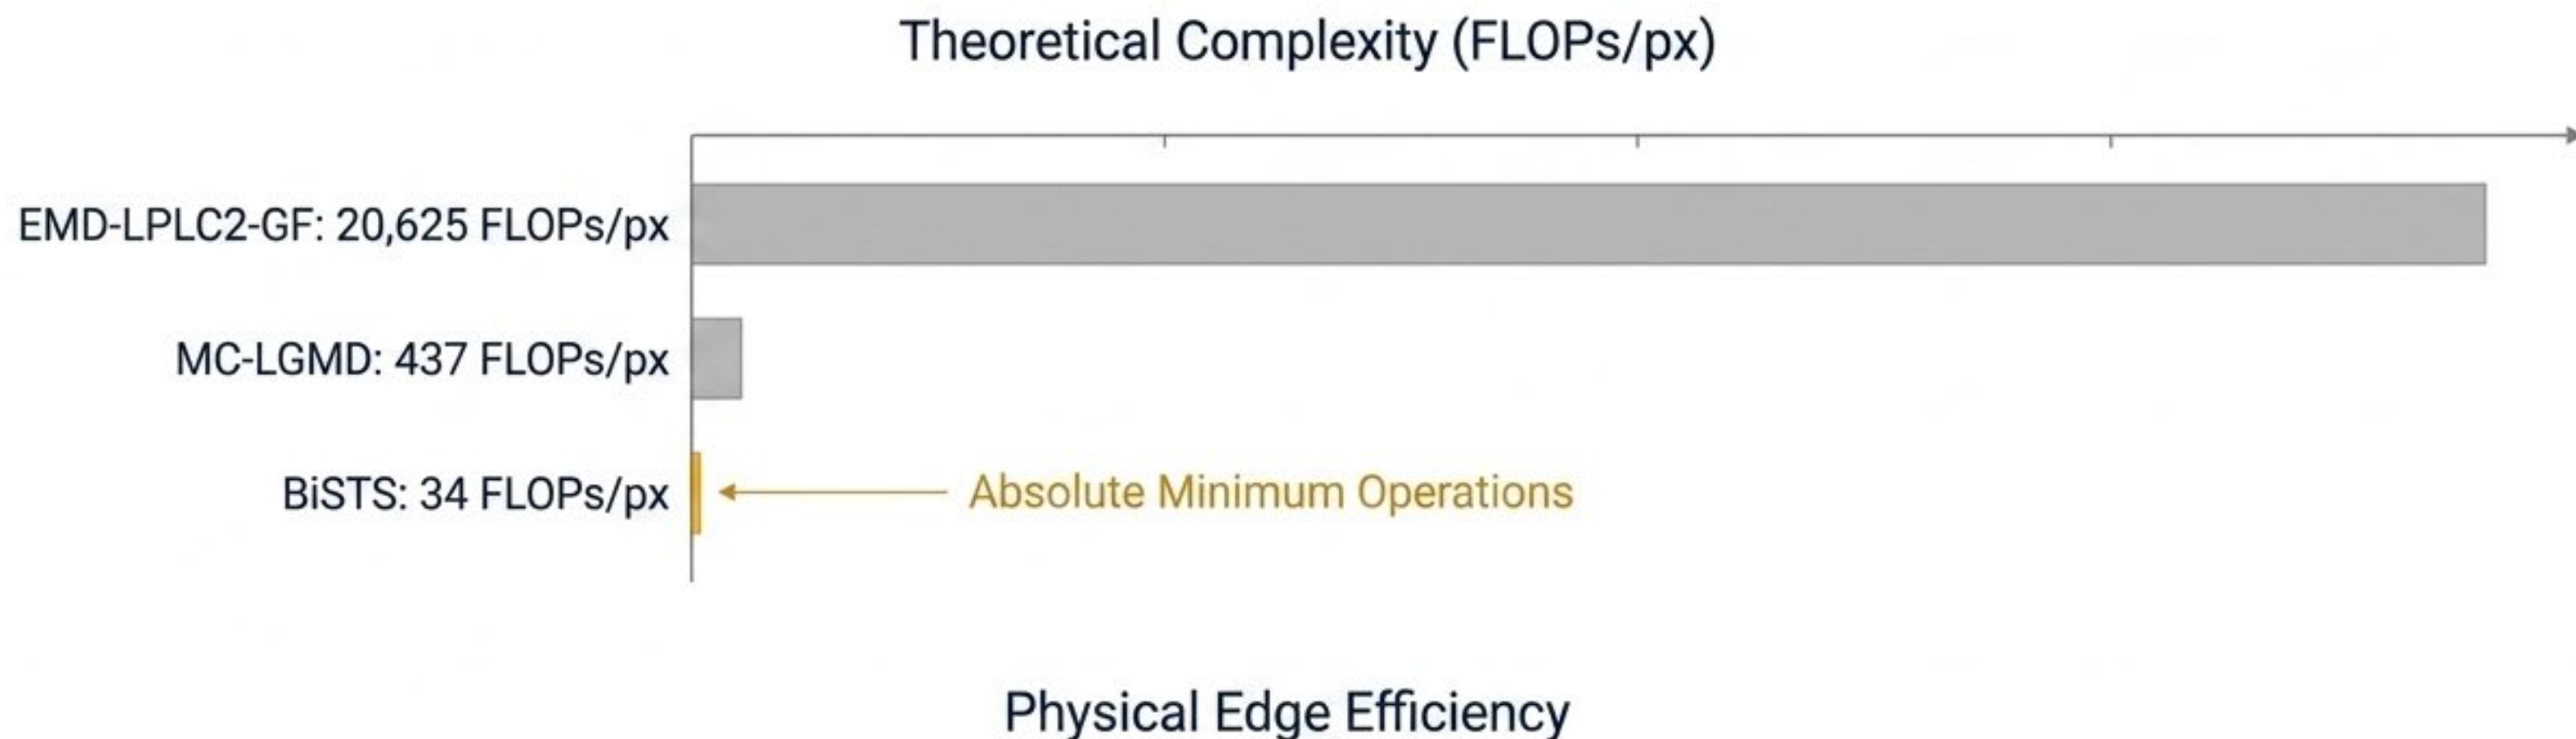 Theoretical Complexity (FLOPs/px)
EMD-LPLC2-GF: 20,625 FLOPs/px
MC-LGMD: 437 FLOPs/px
BiSTS: 34 FLOPs/px
Absolute Minimum Operations
Physical Edge Efficiency